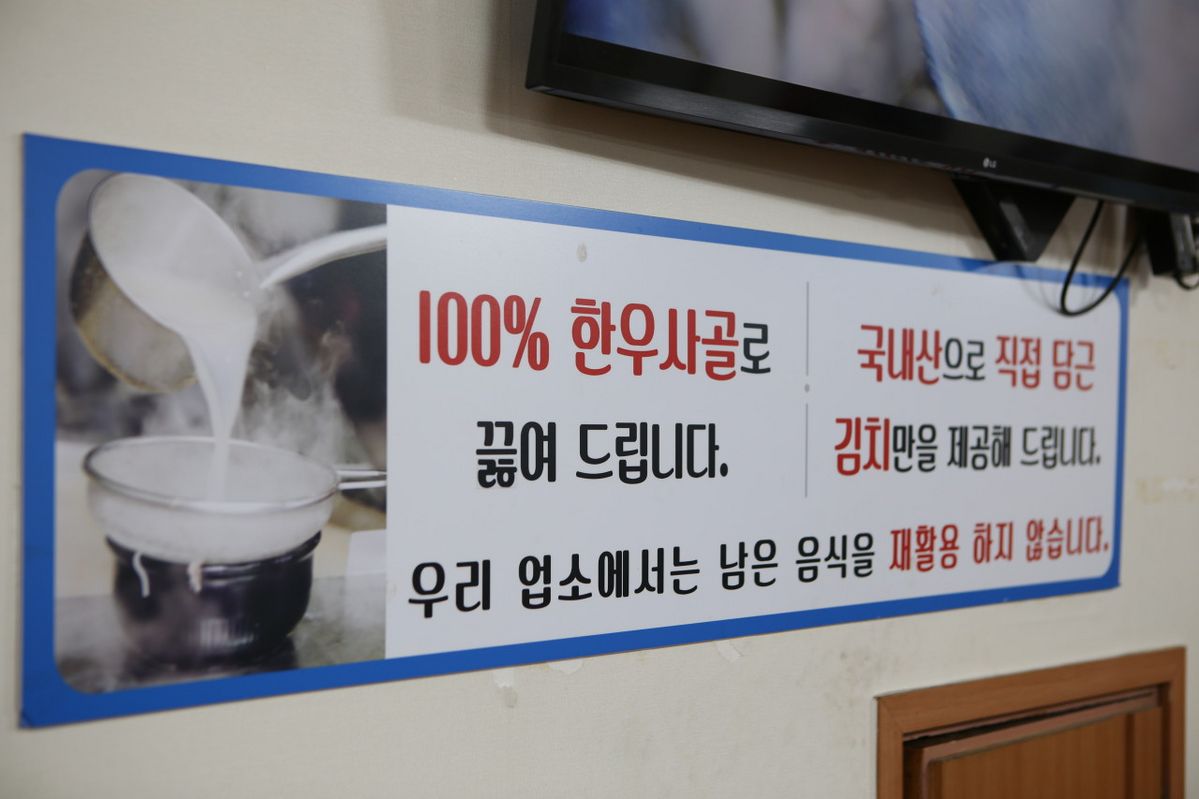 LG
100% 한우사골로
끓여 드립니다.
국내산으로 직접 담근
김치만을 제공해 드립니다.
우리 업소에서는 남은 음식을 재활용 하지 않습니다.